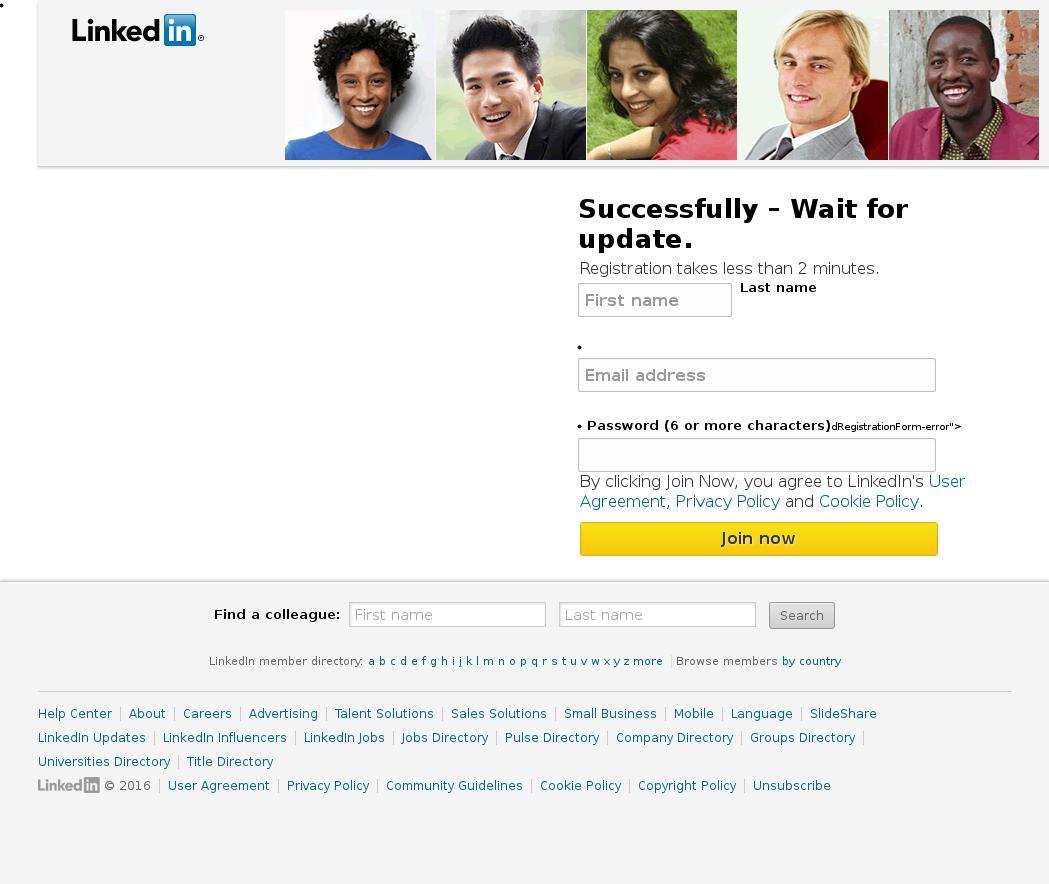 Linked in ®
Successfully – Wait for
update.
Registration takes less than 2 minutes.
First name
Last name
•
Email address
• Password (6 or more characters)dRegistrationForm-error">
By clicking Join Now, you agree to LinkedIn's User
Agreement, Privacy Policy and Cookie Policy.
Join now
Find a colleague: First name Last name Search
LinkedIn member directory: a b c d e f g h i j k l m n o p q r s t u v w x y z more Browse members by country
Help Center About Careers Advertising Talent Solutions Sales Solutions Small Business Mobile Language SlideShare
LinkedIn Updates LinkedIn Influencers LinkedIn Jobs Jobs Directory Pulse Directory Company Directory Groups Directory
Universities Directory Title Directory
Linked in © 2016 User Agreement Privacy Policy Community Guidelines Cookie Policy Copyright Policy Unsubscribe